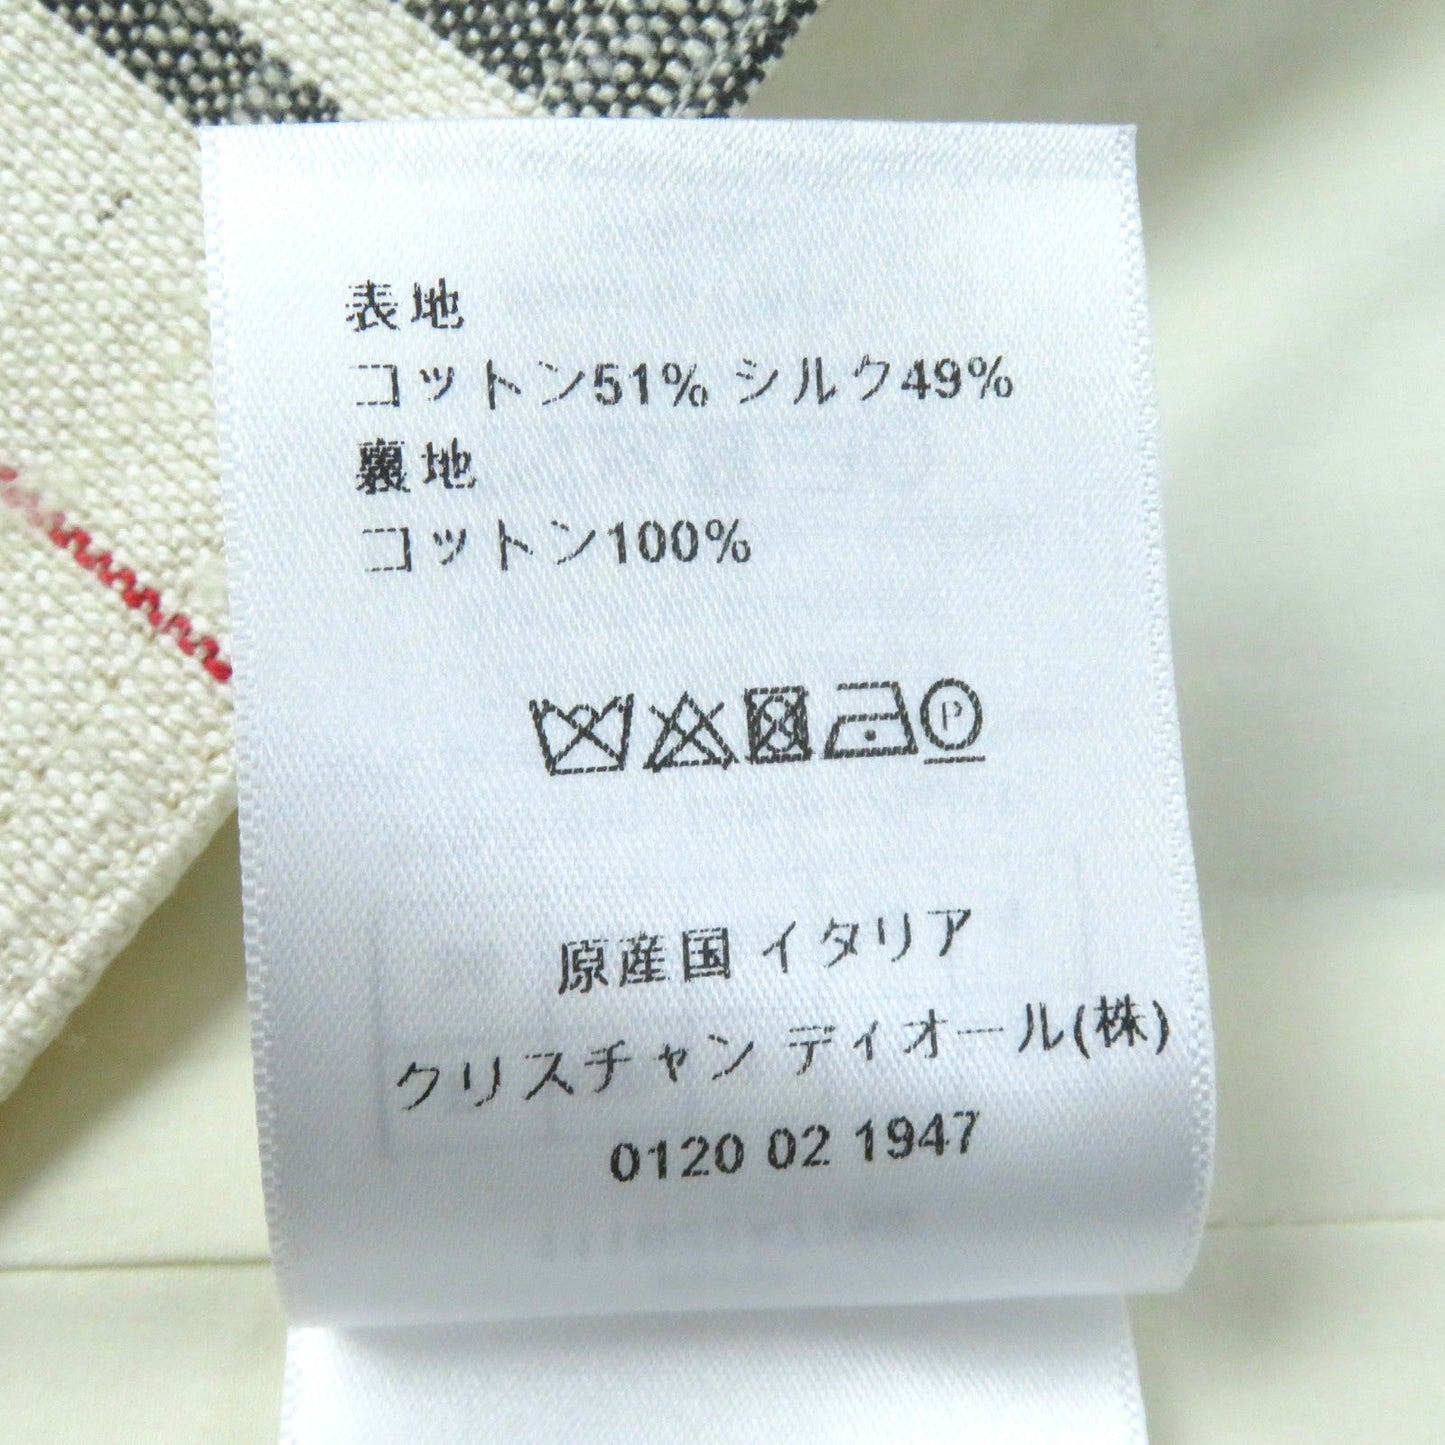 表地
コットン51% シルク49%
裏地
コットン100%
P
原産国 イタリア
クリスチャン ディオール(株)
0120 02 1947